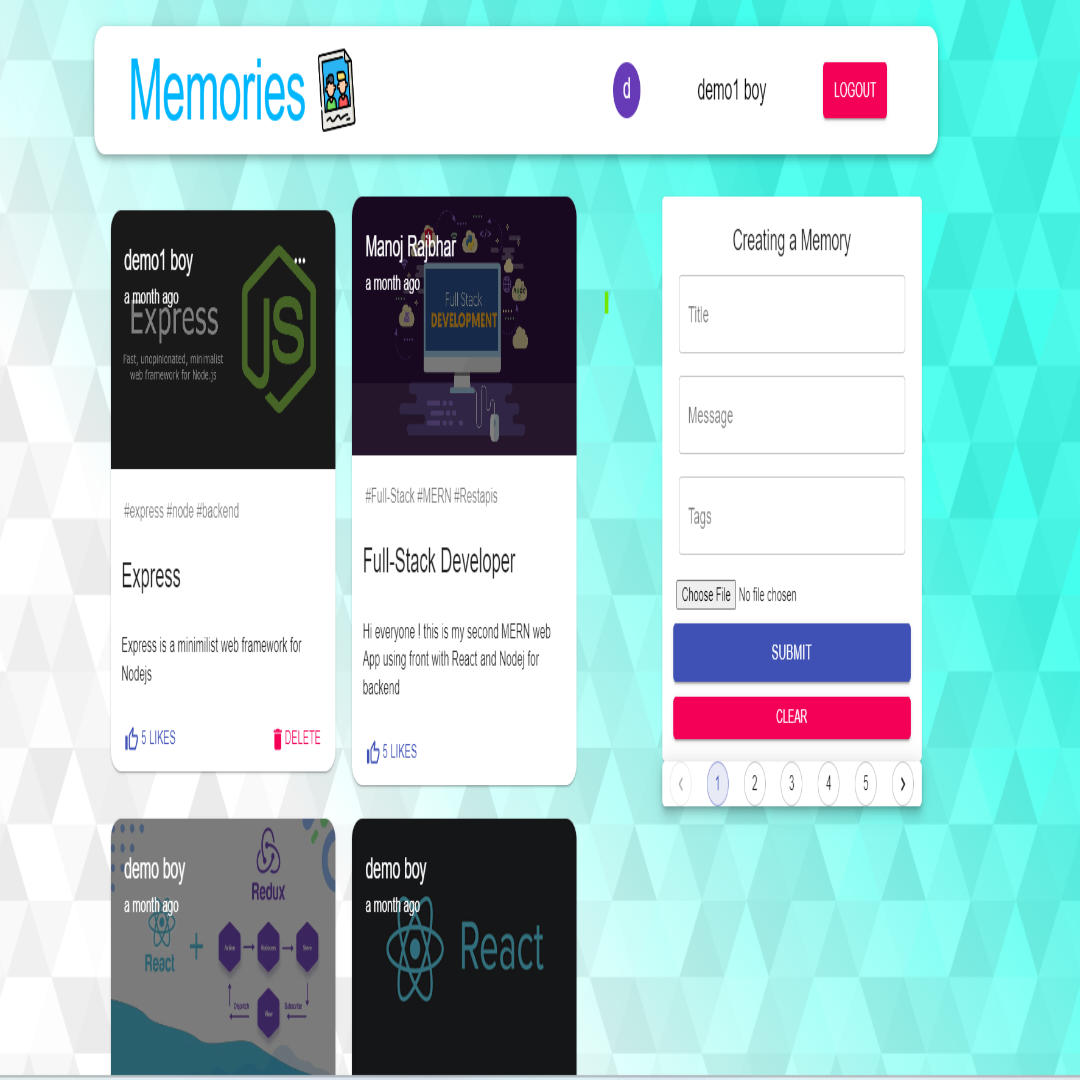 Memories
d
demo1 boy
LOGOUT
demo1 boy
a month ago
Express
Fast, unopinionated, minimalist
web framework for Node.js
JS
#express #node #backend
Express
Express is a minimilist web framework for
Nodejs
5 LIKES
DELETE
Manoj Rajbhar
a month ago
Full Stack
DEVELOPMENT
#Full-Stack #MERN #Restapis
Full-Stack Developer
Hi everyone ! this is my second MERN web
App using front with React and Nodej for
backend
5 LIKES
Creating a Memory
Title
Message
Tags
Choose File No file chosen
SUBMIT
CLEAR
1 2 3 4 5
demo boy
a month ago
React
+
Redux
Action
Store
Dispatch
Subscribe
View
demo boy
a month ago
React